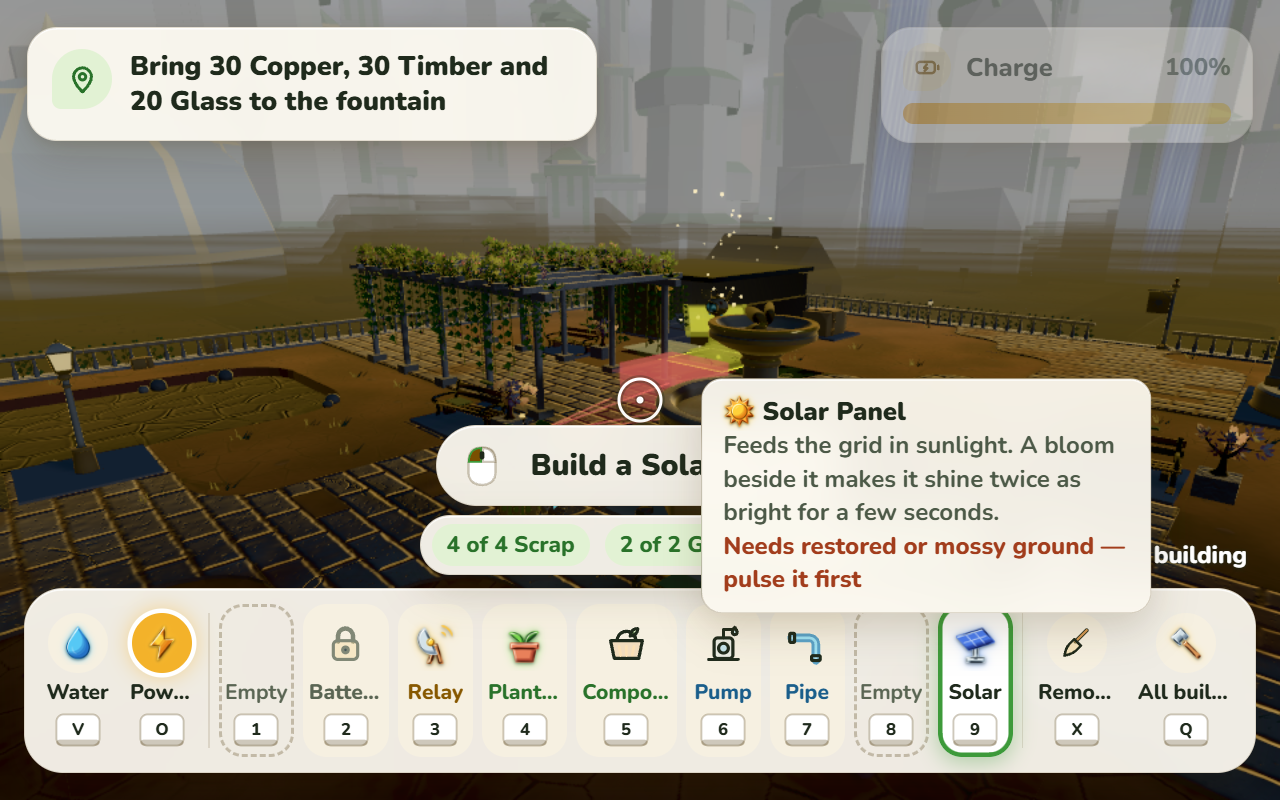 Bring 30 Copper, 30 Timber and
20 Glass to the fountain
Charge 100%
Solar Panel
Feeds the grid in sunlight. A bloom
beside it makes it shine twice as
bright for a few seconds.
Needs restored or mossy ground —
pulse it first
Build a
4 of 4 Scrap 2 of 2
building
Water Pow... Empty Batte... Relay Plant... Compo... Pump Pipe Empty Solar Remo... All buil...
V O 1 2 3 4 5 6 7 8 9 X Q